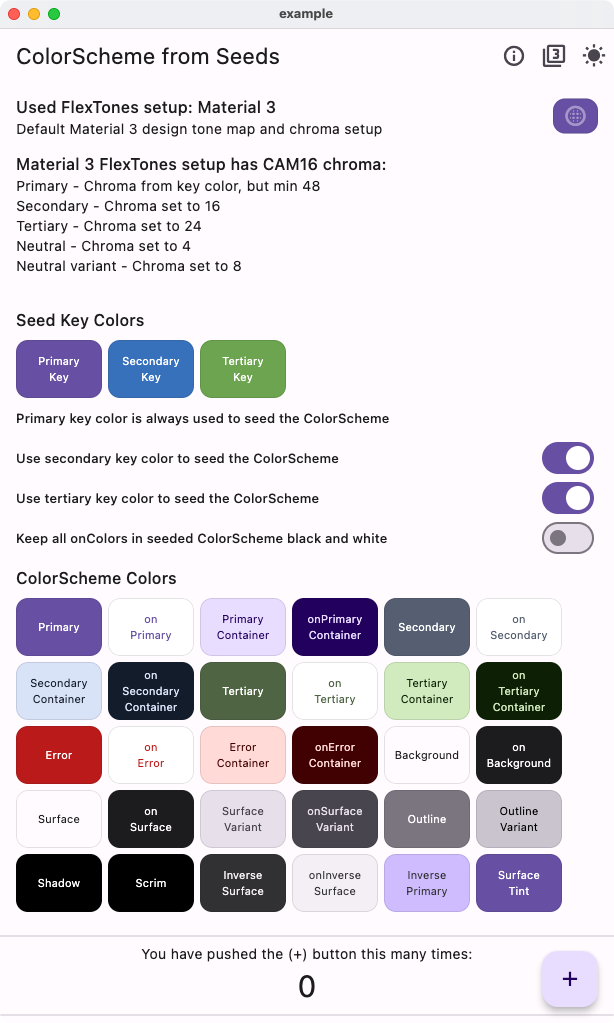 example
ColorScheme from Seeds
3
Used FlexTones setup: Material 3
Default Material 3 design tone map and chroma setup
Material 3 FlexTones setup has CAM16 chroma:
Primary - Chroma from key color, but min 48
Secondary - Chroma set to 16
Tertiary - Chroma set to 24
Neutral - Chroma set to 4
Neutral variant - Chroma set to 8
Seed Key Colors
Primary
Key
Secondary
Key
Tertiary
Key
Primary key color is always used to seed the ColorScheme
Use secondary key color to seed the ColorScheme
Use tertiary key color to seed the ColorScheme
Keep all onColors in seeded ColorScheme black and white
ColorScheme Colors
Primary
on
Primary
Primary
Container
onPrimary
Container
Secondary
on
Secondary
Secondary
Container
on
Secondary
Container
Tertiary
on
Tertiary
Tertiary
Container
on
Tertiary
Container
Error
on
Error
Error
Container
onError
Container
Background
on
Background
Surface
on
Surface
Surface
Variant
onSurface
Variant
Outline
Outline
Variant
Shadow
Scrim
Inverse
Surface
onInverse
Surface
Inverse
Primary
Surface
Tint
You have pushed the (+) button this many times:
0
+